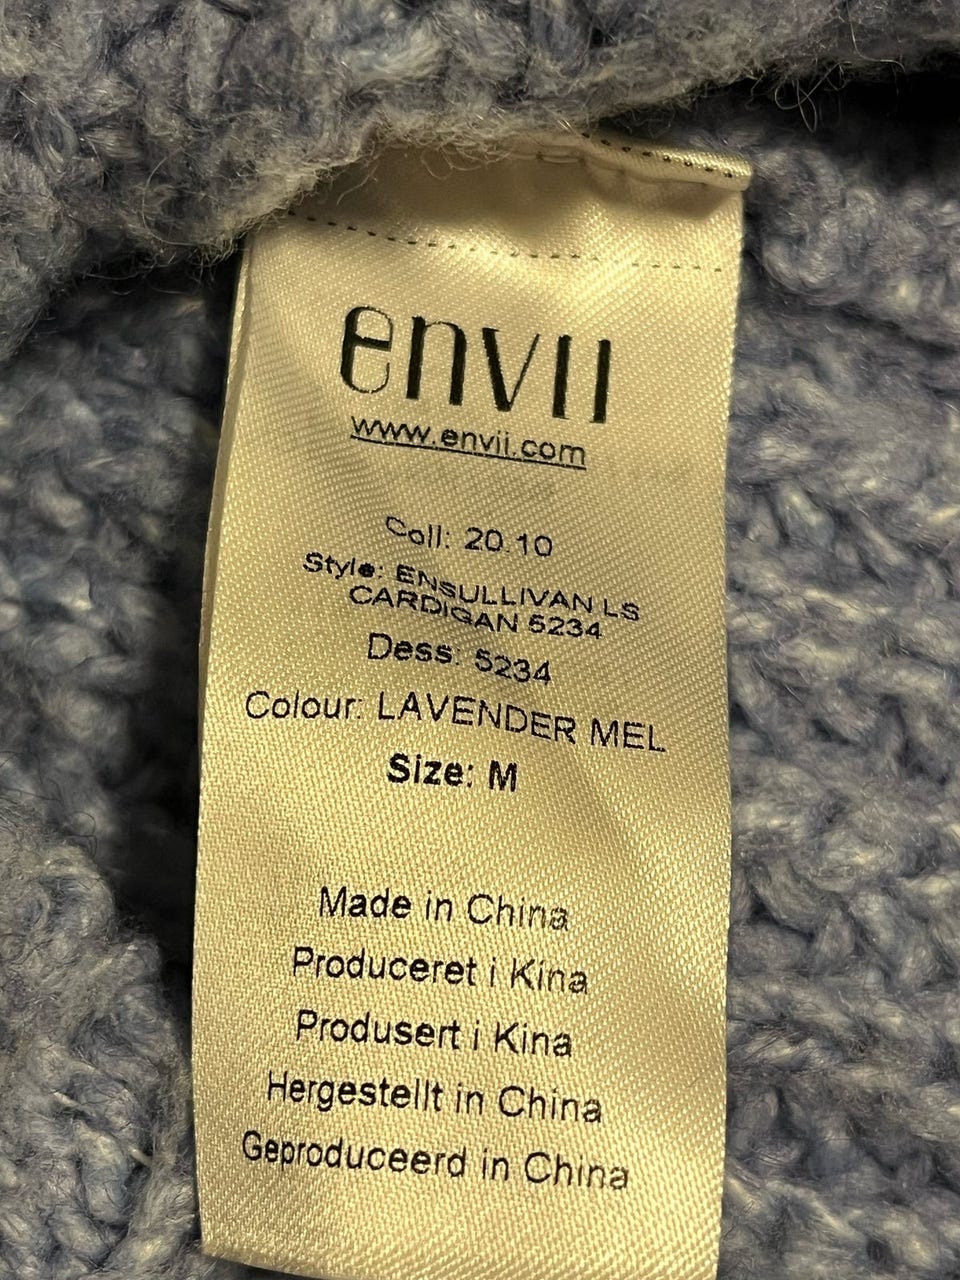 envii
www.envii.com
Coll: 20.10
Style: ENSULLIVAN LS
CARDIGAN 5234
Dess: 5234
Colour: LAVENDER MEL
Size: M
Made in China
Produceret i Kina
Produsert i Kina
Hergestellt in China
Geproduceerd in China